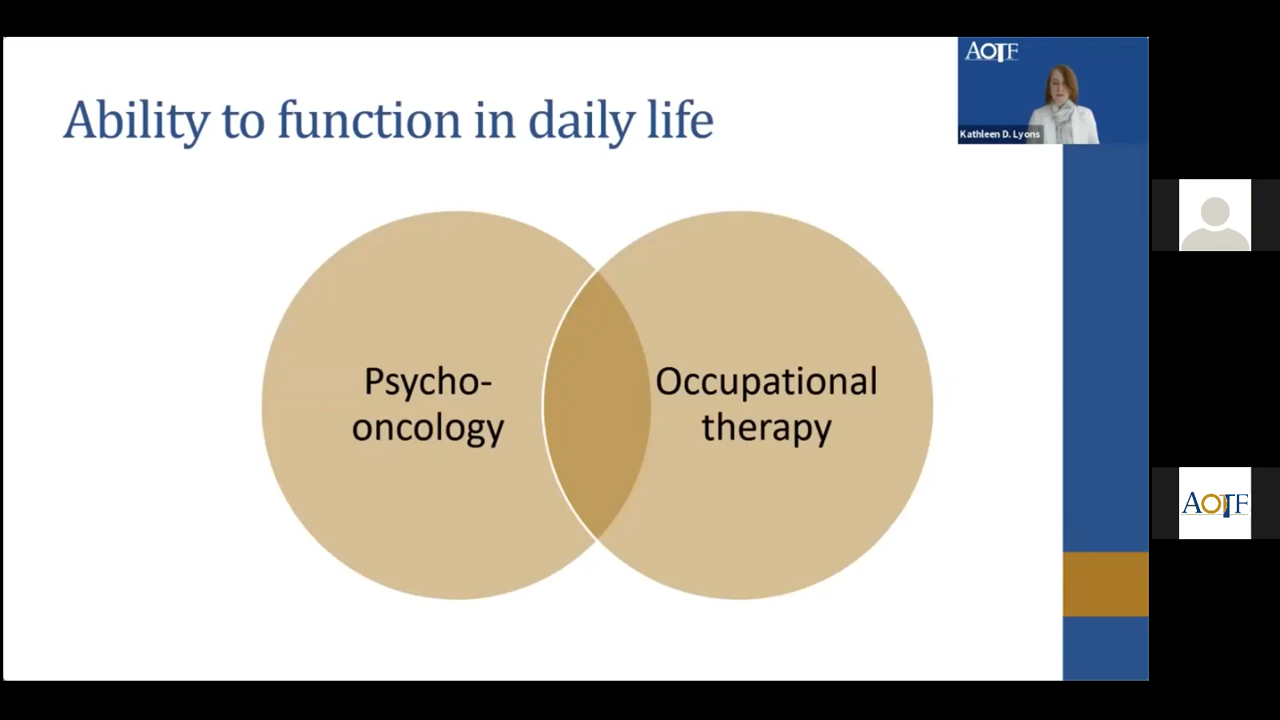 AOTF
Ability to function in daily life
Kathleen D. Lyons
Psycho-
oncology
Occupational
therapy
AOTF